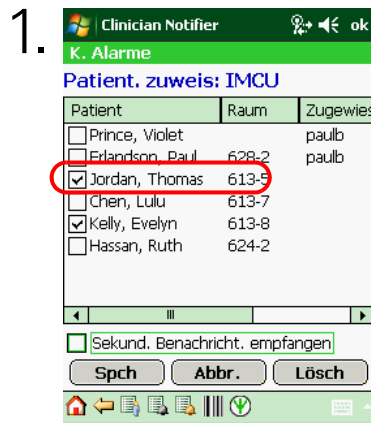 1.
Clinician Notifier ok
K. Alarme
Patient. zuweis: IMCU
Patient Raum Zugewies
Prince, Violet paulb
Erlandson, Paul 628-2 paulb
Jordan, Thomas 613-5
Chen, Lulu 613-7
Kelly, Evelyn 613-8
Hassan, Ruth 624-2
Sekund. Benachricht. empfangen
Spch Abbr. Lösch